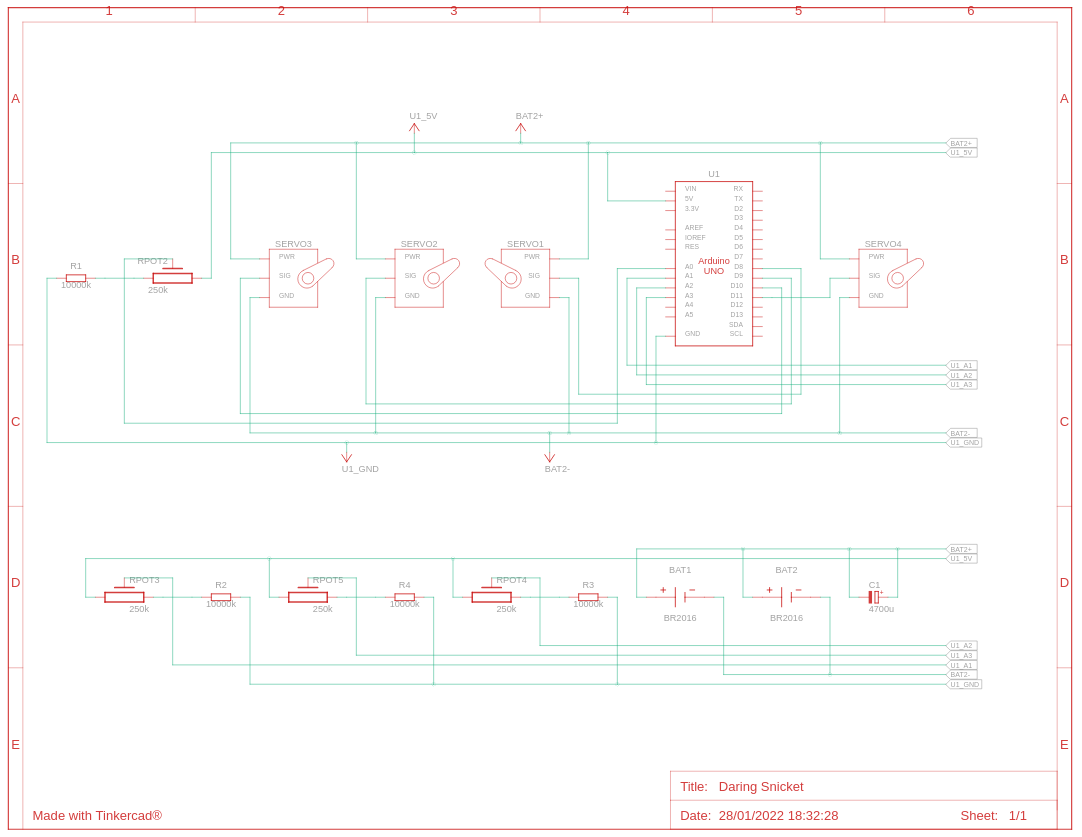 1 2 3 4 5 6
A A
U1_5V BAT2+
BAT2+
U1_5V
U1
VIN RX
5V TX
3.3V D2
D3
AREF D4
IOREF D5
RES D6
D7
A0 D8
A1 D9
A2 D10
A3 D11
A4 D12
A5 D13
SDA
GND SCL
Arduino
UNO
B B
SERVO3 SERVO2 SERVO1 SERVO4
PWR PWR PWR PWR
SIG SIG SIG SIG
GND GND GND GND
R1 RPOT2
10000k 250k
U1_A1
U1_A2
U1_A3
C C
BAT2-
U1_GND
U1_GND BAT2-
BAT2+
U1_5V
D D
RPOT3 R2 RPOT5 R4 RPOT4 R3 BAT1 BAT2 C1
+ − + − +
250k 10000k 250k 10000k 250k 10000k BR2016 BR2016 4700u
U1_A2
U1_A3
U1_A1
BAT2-
U1_GND
E E
Title: Daring Snicket
Made with Tinkercad® Date: 28/01/2022 18:32:28 Sheet: 1/1